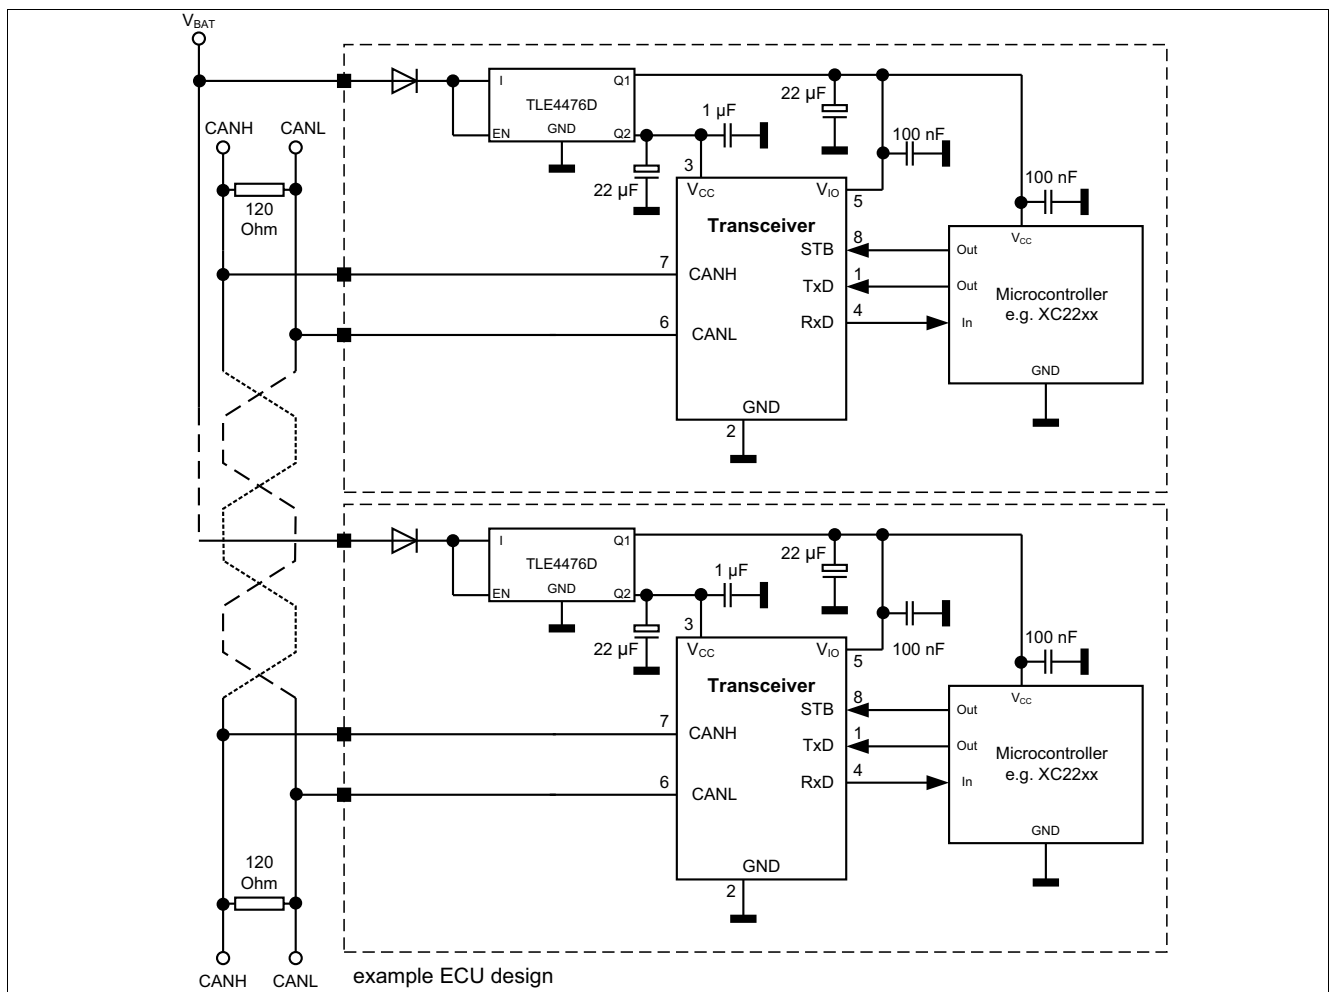 VBAT
CANH
CANL
120
Ohm
I
Q1
TLE4476D
EN
GND
Q2
22 µF
1 µF
22 µF
100 nF
100 nF
3
VCC
VIO
5
Transceiver
STB
8
TxD
1
RxD
4
7
CANH
6
CANL
GND
2
VCC
Out
Out
In
Microcontroller
e.g. XC22xx
GND
I
Q1
TLE4476D
EN
GND
Q2
22 µF
1 µF
22 µF
100 nF
100 nF
3
VCC
VIO
5
Transceiver
STB
8
TxD
1
RxD
4
7
CANH
6
CANL
GND
2
VCC
Out
Out
In
Microcontroller
e.g. XC22xx
GND
120
Ohm
CANH
CANL
example ECU design